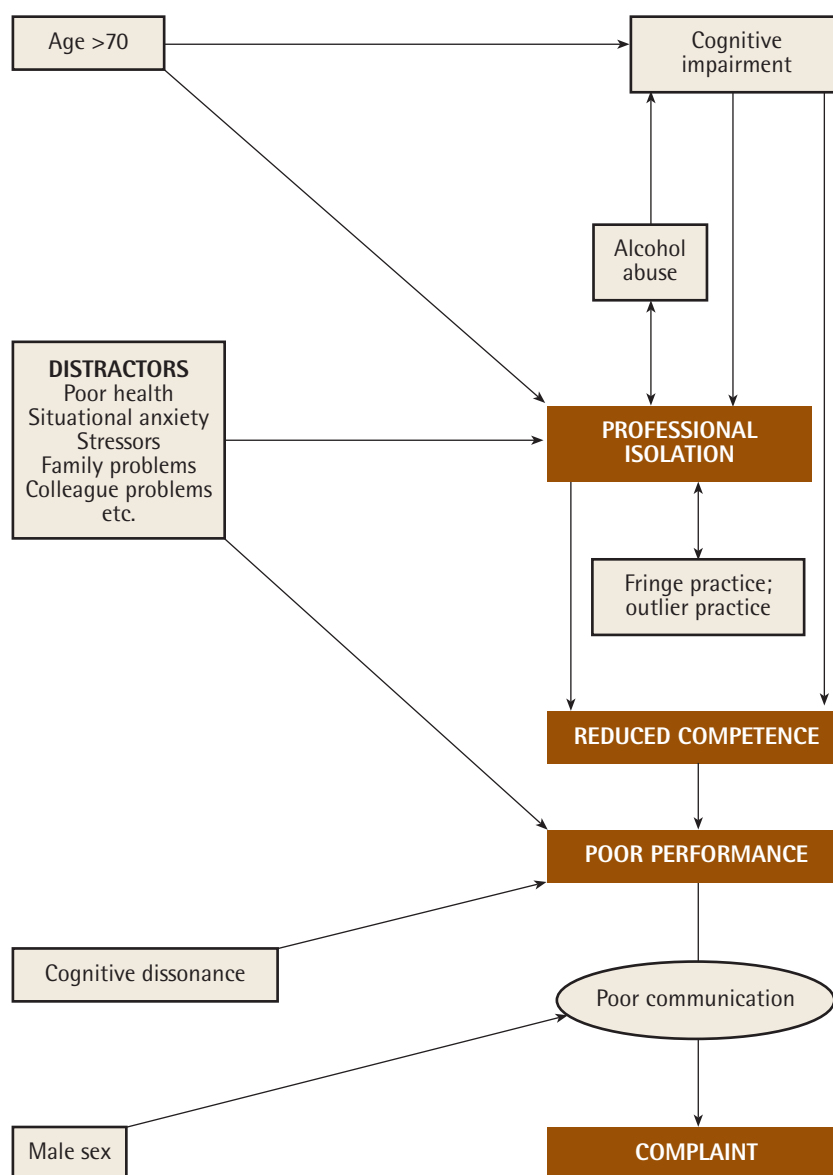 Age >70
Cognitive
impairment
Alcohol
abuse
DISTRACTORS
Poor health
Situational anxiety
Stressors
Family problems
Colleague problems
etc.
PROFESSIONAL
ISOLATION
Fringe practice;
outlier practice
REDUCED COMPETENCE
POOR PERFORMANCE
Cognitive dissonance
Poor communication
Male sex
COMPLAINT